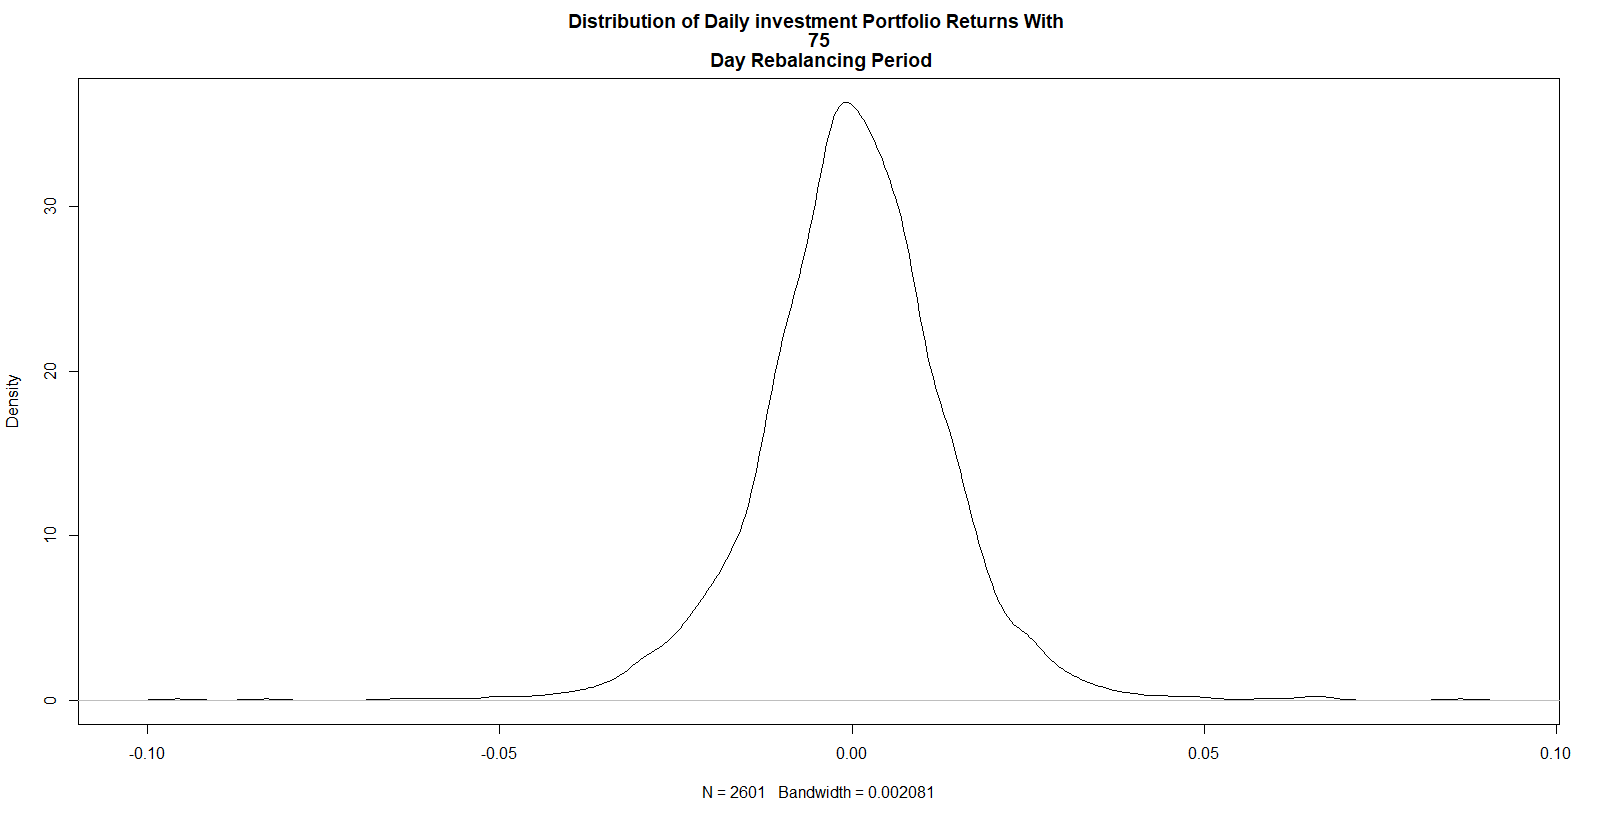 Distribution of Daily investment Portfolio Returns With
75
Day Rebalancing Period
Density
30
20
10
0
-0.10
-0.05
0.00
0.05
0.10
N = 2601 Bandwidth = 0.002081